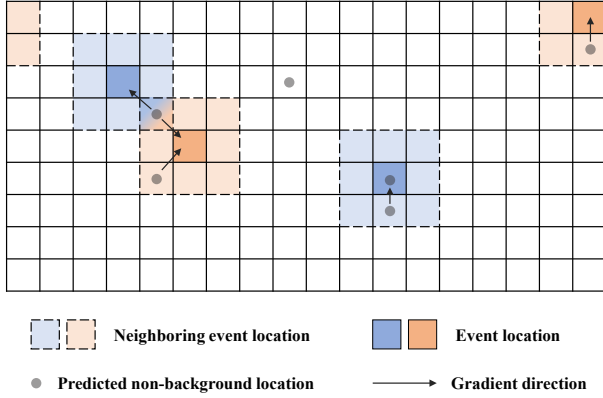 Neighboring event location
Event location
Predicted non-background location
Gradient direction